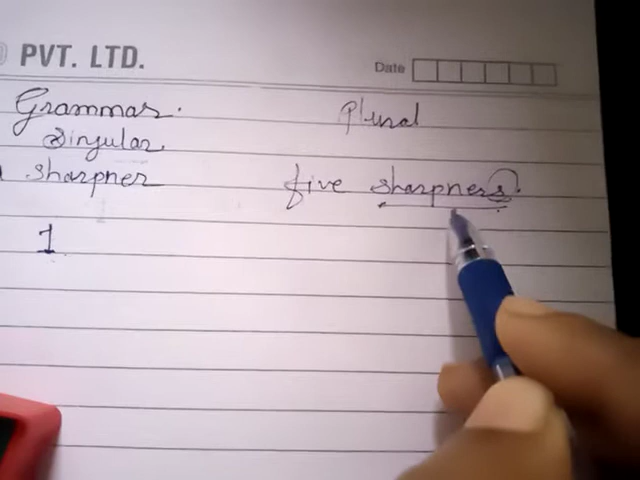 PVT. LTD.
Date
Grammar.
Singular
Plural
sharpner
five sharpners.
1